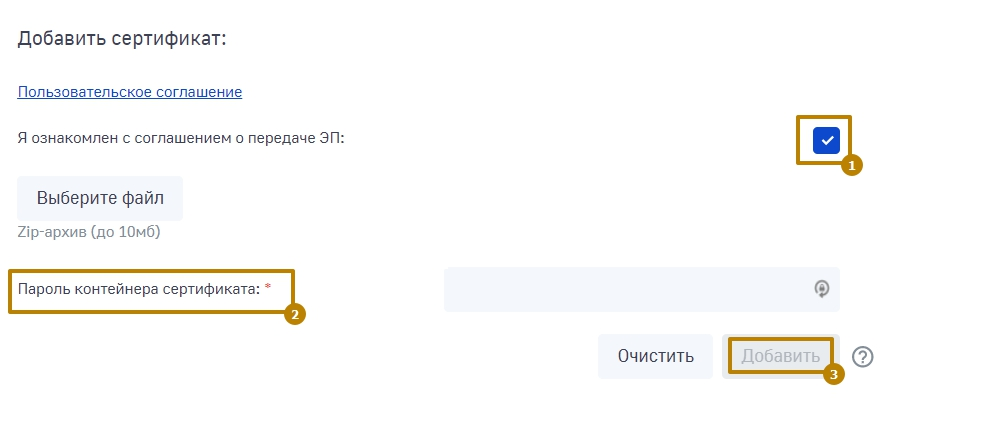 Добавить сертификат:
Пользовательское соглашение
Я ознакомлен с соглашением о передаче ЭП:
1
Выберите файл
Zip-архив (до 10мб)
Пароль контейнера сертификата: *
2
Очистить Добавить ?
3